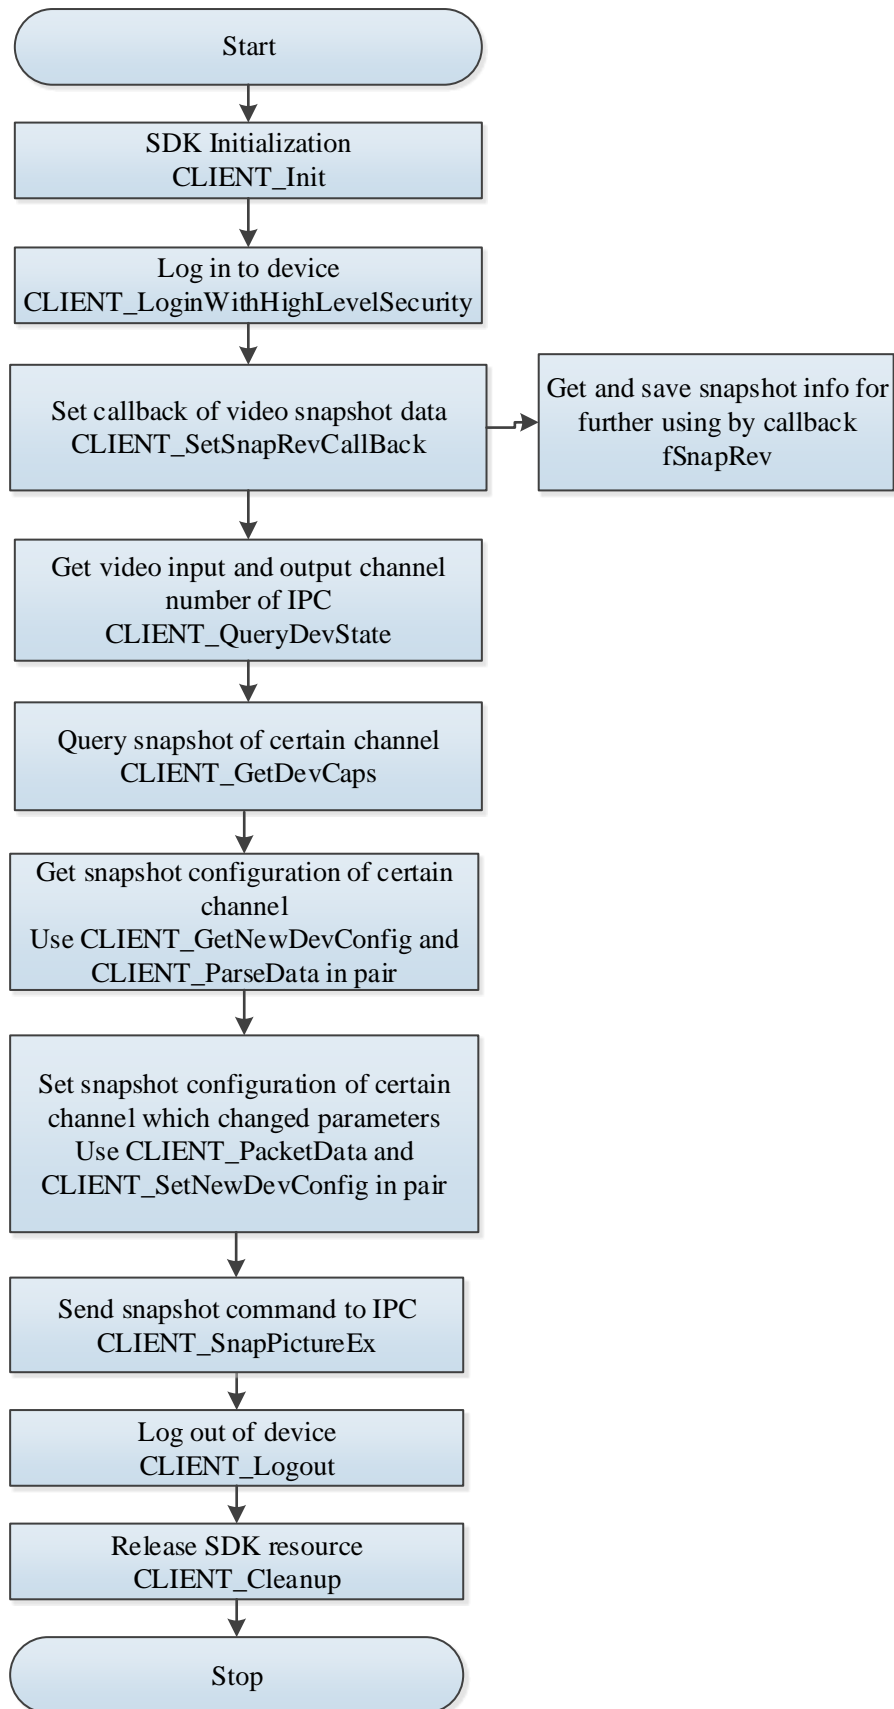 Start
SDK Initialization
CLIENT_Init
Log in to device
CLIENT_LoginWithHighLevelSecurity
Set callback of video snapshot data
CLIENT_SetSnapRevCallBack
Get and save snapshot info for
further using by callback
fSnapRev
Get video input and output channel
number of IPC
CLIENT_QueryDevState
Query snapshot of certain channel
CLIENT_GetDevCaps
Get snapshot configuration of certain
channel
Use CLIENT_GetNewDevConfig and
CLIENT_ParseData in pair
Set snapshot configuration of certain
channel which changed parameters
Use CLIENT_PacketData and
CLIENT_SetNewDevConfig in pair
Send snapshot command to IPC
CLIENT_SnapPictureEx
Log out of device
CLIENT_Logout
Release SDK resource
CLIENT_Cleanup
Stop